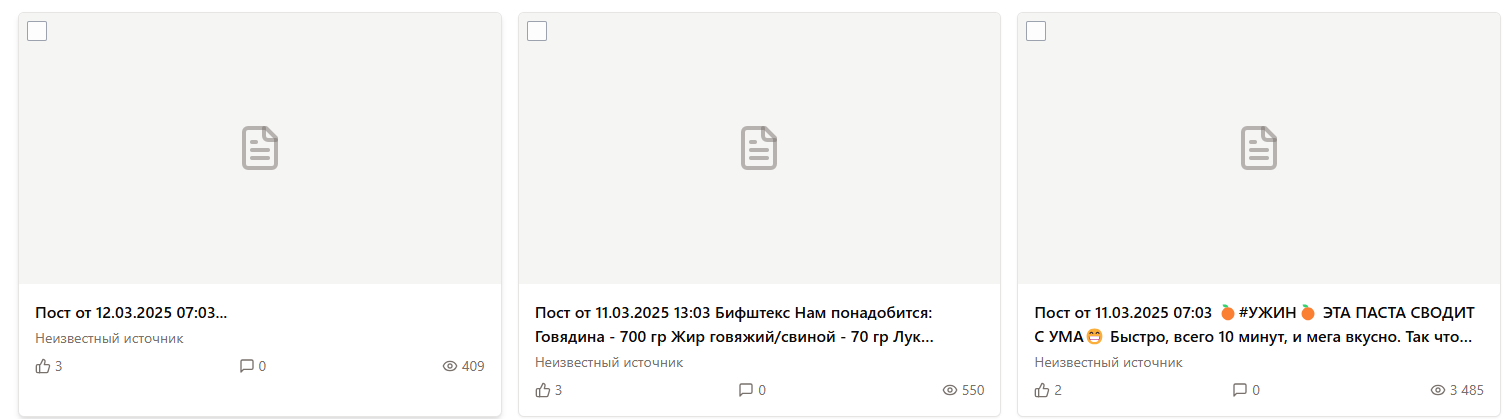 Пост от 12.03.2025 07:03...
Неизвестный источник
3 0 409
Пост от 11.03.2025 13:03 Бифштекс Нам понадобится:
Говядина - 700 гр Жир говяжий/свиной - 70 гр Лук...
Неизвестный источник
3 0 550
Пост от 11.03.2025 07:03 🍊#УЖИН🍊 ЭТА ПАСТА СВОДИТ
С УМА😁 Быстро, всего 10 минут, и мега вкусно. Так что...
Неизвестный источник
2 0 3 485